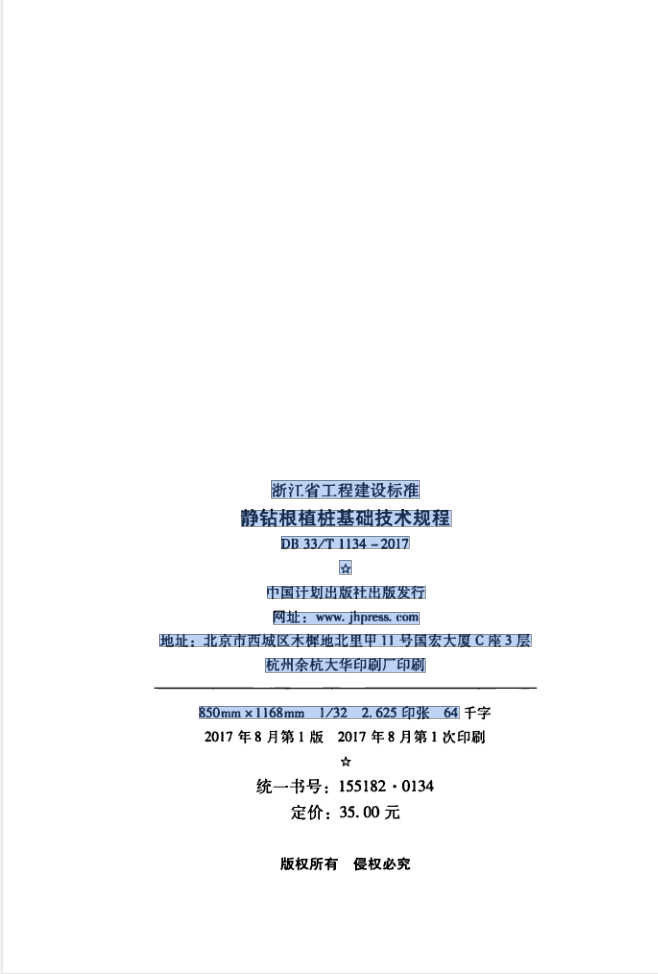 浙江省工程建设标准
静钻根植桩基础技术规程
DB 33/T 1134－2017
☆
中国计划出版社出版发行
网址：www. jhpress. com
地址：北京市西城区木樨地北里甲 11 号国宏大厦 C 座 3 层
杭州余杭大华印刷厂印刷
850mm×1168mm　1/32　2. 625 印张　64 千字
2017 年 8 月第 1 版　2017 年 8 月第 1 次印刷
☆
统一书号：155182·0134
定价：35. 00 元
版权所有　侵权必究